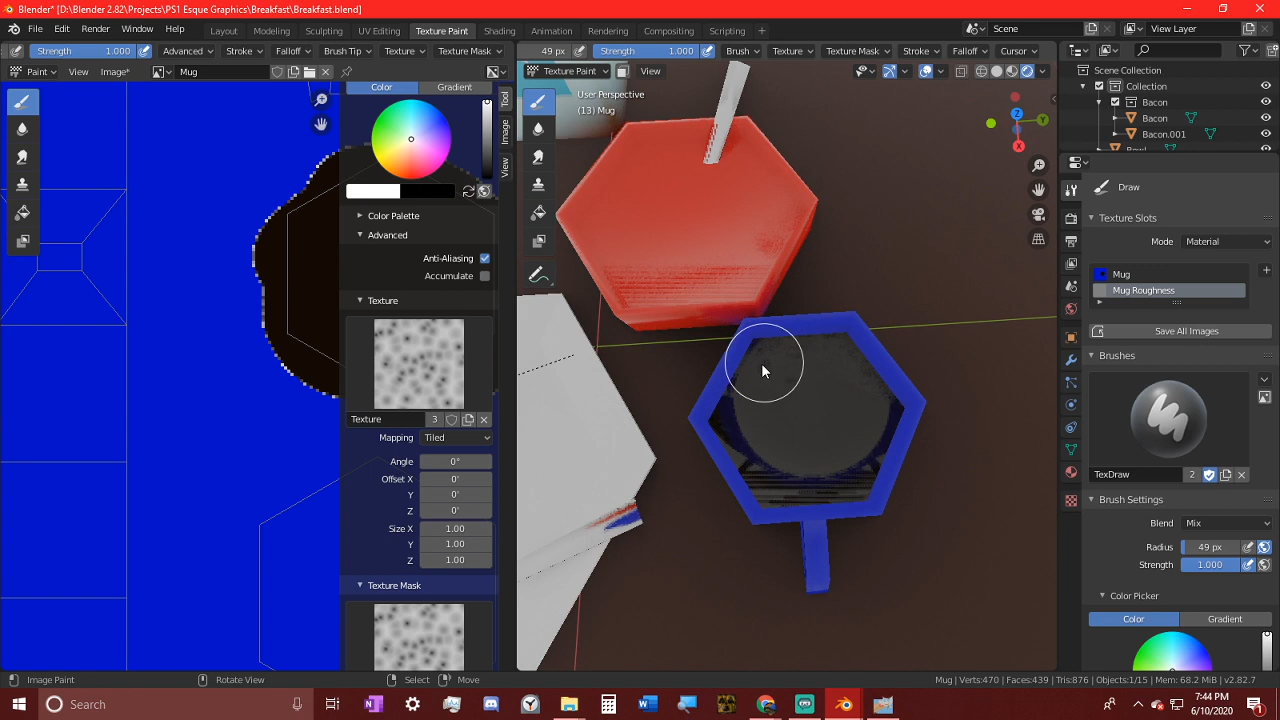 Blender* [D:\Blender 2.82\Projects\PS1 Esque Graphics\Breakfast\Breakfast.blend]
File Edit Render Window Help Layout Modeling Sculpting UV Editing Texture Paint Shading Animation Rendering Compositing Scripting Scene View Layer
Strength 1.000 Advanced Stroke Falloff Brush Tip Texture Texture Mask 49 px Strength 1.000 Brush Texture Texture Mask Stroke Falloff Cursor
Paint View Image* Mug Texture Paint View
Color Gradient
Tool
Image
View
User Perspective
(13) Mug
Z
Y
X
Scene Collection
Collection
Bacon
Bacon
Bacon.001
Bowl
Draw
Texture Slots
Mode Material
Mug
Mug Roughness
Save All Images
Brushes
TexDraw 2
Brush Settings
Blend Mix
Radius 49 px
Strength 1.000
Color Picker
Color Gradient
Color Palette
Advanced
Anti-Aliasing
Accumulate
Texture
Texture 3
Mapping Tiled
Angle 0°
Offset X 0°
Y 0°
Z 0°
Size X 1.00
Y 1.00
Z 1.00
Texture Mask
Image Paint Rotate View Select Move Mug | Verts:470 | Faces:439 | Tris:876 | Objects:1/15 | Mem: 68.2 MiB | v2.82.7
Search
7:44 PM
6/10/2020